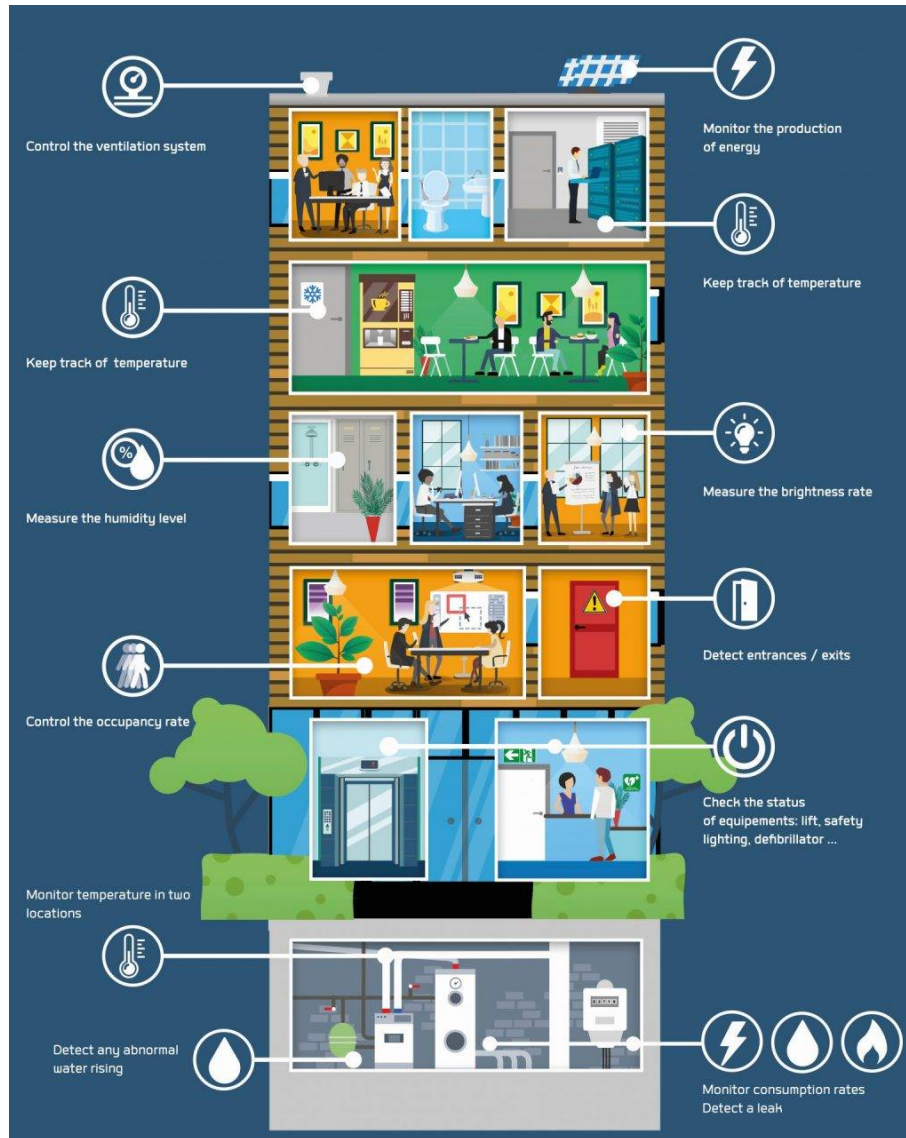 Control the ventilation system
Monitor the production
of energy
Keep track of temperature
Keep track of  temperature
%
Measure the humidity level
Measure the brightness rate
Detect entrances / exits
Control the occupancy rate
Check the status
of equipements: lift, safety
lighting, defibrillator ...
Monitor temperature in two
locations
Detect any abnormal
water rising
Monitor consumption rates
Detect a leak